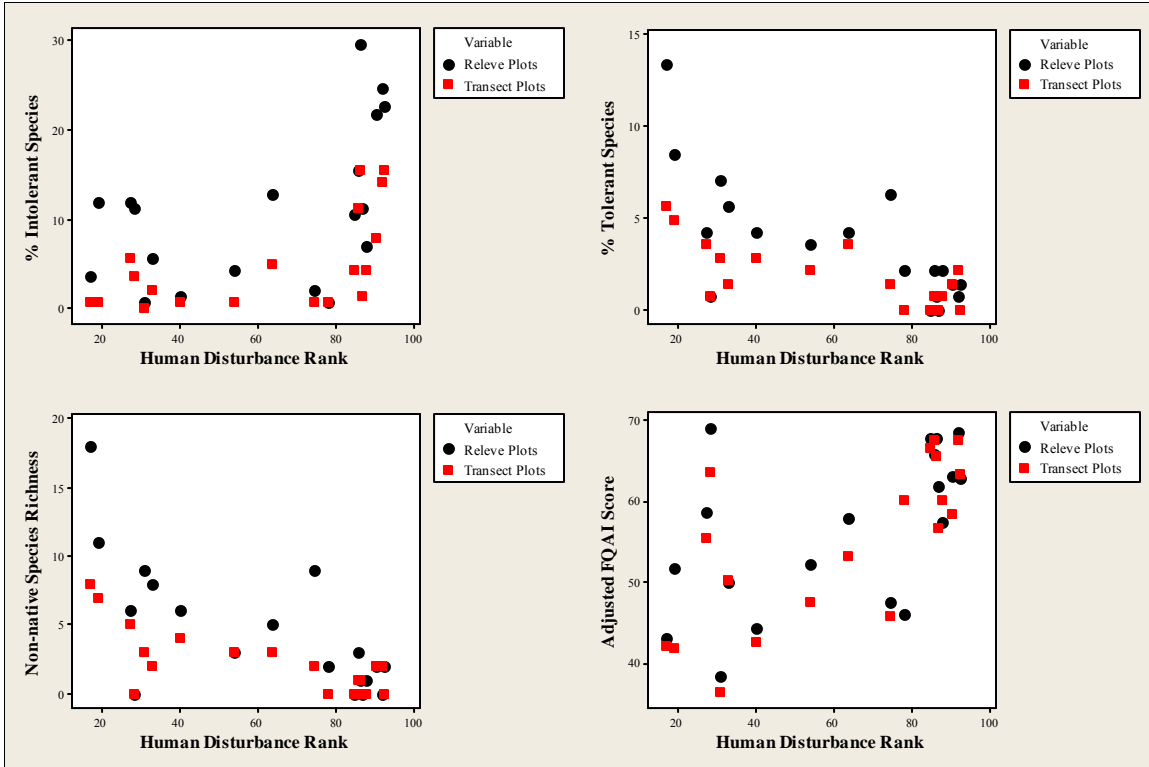 30
20
10
0
20
40
60
80
100
% Intolerant Species
Human Disturbance Rank
Variable
Releve Plots
Transect Plots
15
10
5
0
20
40
60
80
100
% Tolerant Species
Human Disturbance Rank
Variable
Releve Plots
Transect Plots
20
15
10
5
0
20
40
60
80
100
Non-native Species Richness
Human Disturbance Rank
Variable
Releve Plots
Transect Plots
70
60
50
40
20
40
60
80
100
Adjusted FQAI Score
Human Disturbance Rank
Variable
Releve Plots
Transect Plots